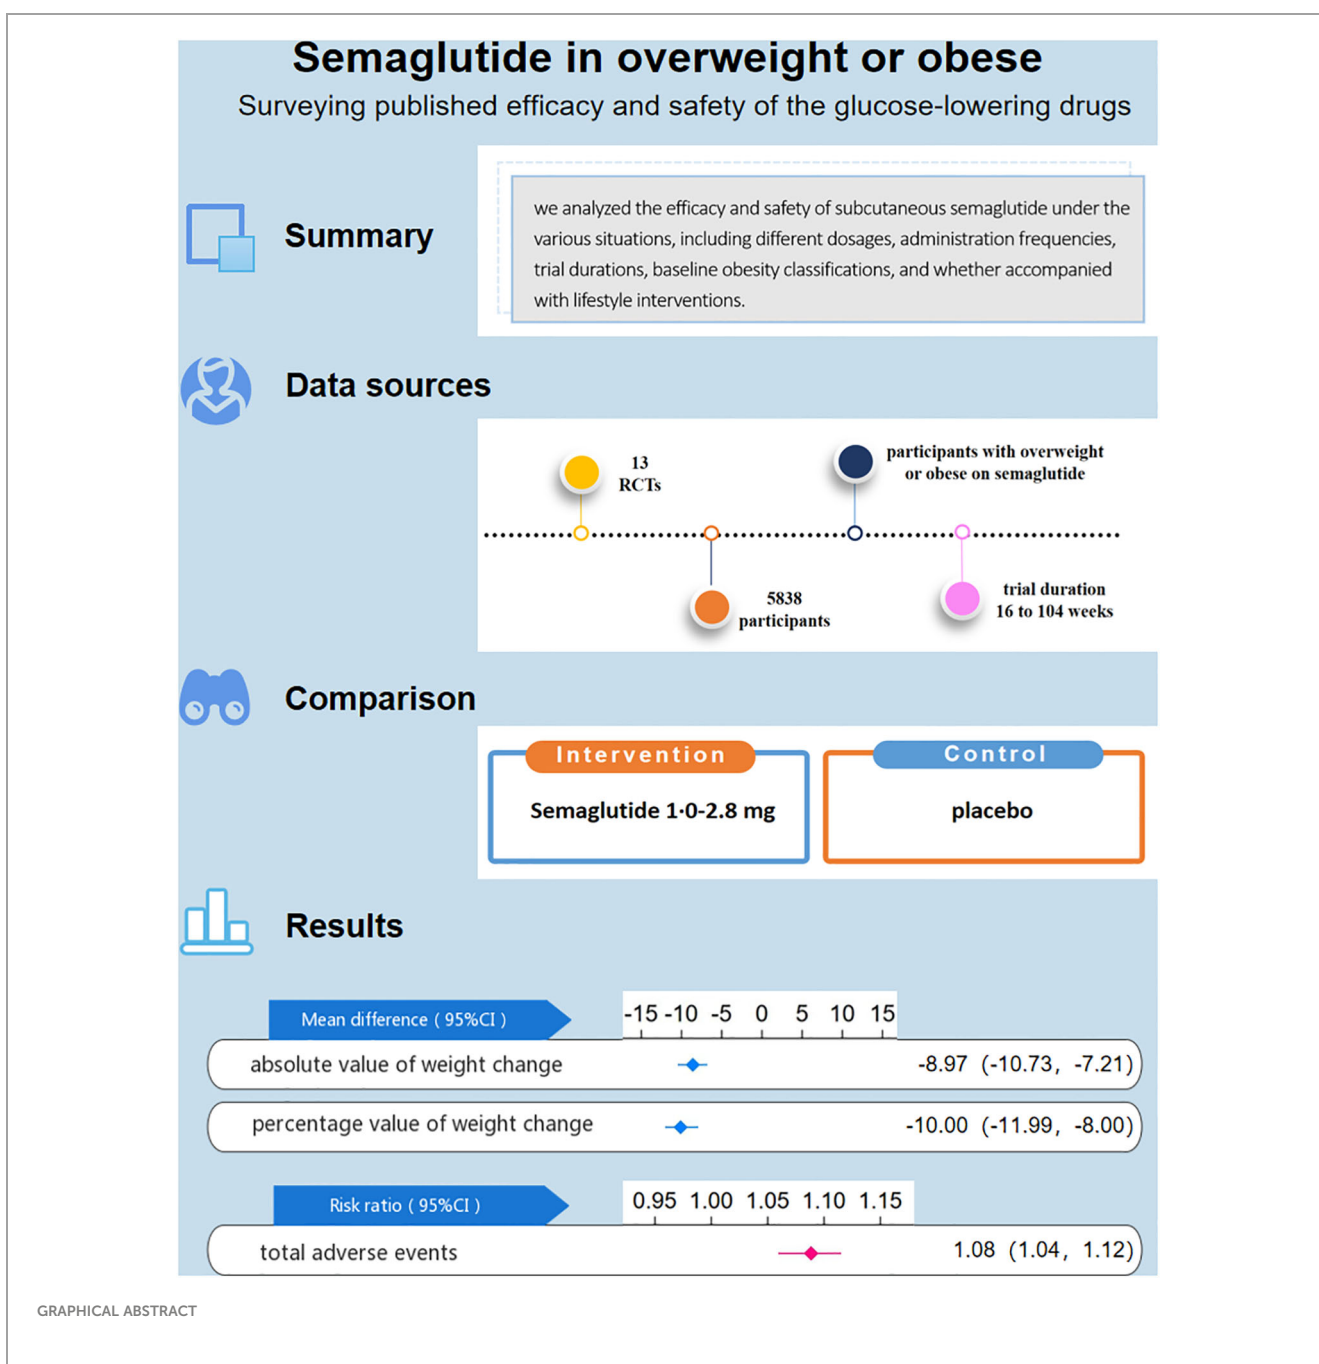 Semaglutide in overweight or obese
Surveying published efficacy and safety of the glucose-lowering drugs
Summary
we analyzed the efficacy and safety of subcutaneous semaglutide under the
various situations, including different dosages, administration frequencies,
trial durations, baseline obesity classifications, and whether accompanied
with lifestyle interventions.
Data sources
13
RCTs
5838
participants
participants with overweight
or obese on semaglutide
trial duration
16 to 104 weeks
Comparison
Intervention
Semaglutide 1·0-2.8 mg
Control
placebo
Results
Mean difference ( 95%CI )
-15 -10 -5 0 5 10 15
absolute value of weight change -8.97 (-10.73, -7.21)
percentage value of weight change -10.00 (-11.99, -8.00)
Risk ratio ( 95%CI )
0.95 1.00 1.05 1.10 1.15
total adverse events 1.08 (1.04, 1.12)
GRAPHICAL ABSTRACT